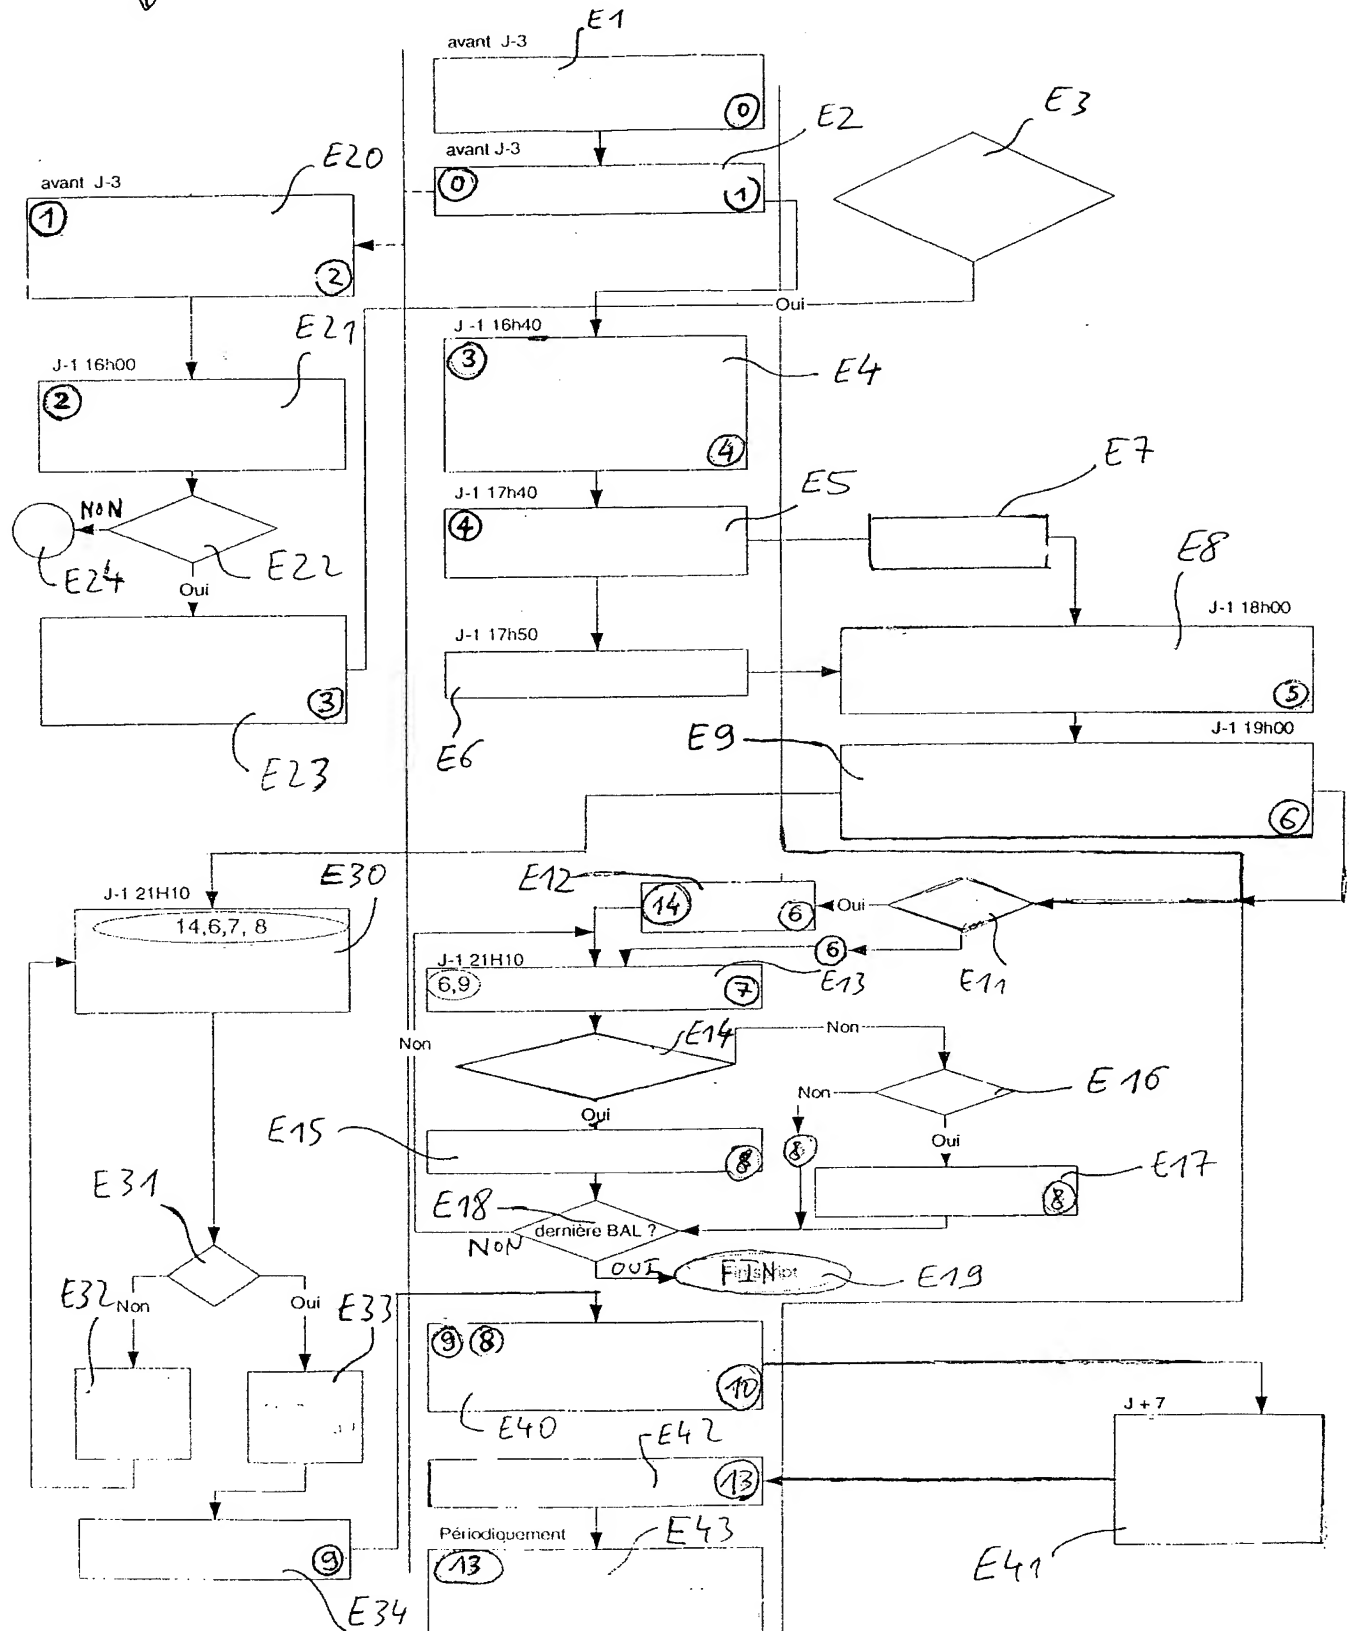 E1
avant J-3
0
E2
avant J-3
0
1
E3
E20
avant J-3
1
2
Oui
E21
J-1 16h40
3
E4
4
J-1 16h00
2
E7
E5
J-1 17h40
4
NON
E22
E24
Oui
E8
J-1 18h00
J-1 17h50
5
3
E6
E23
E9
J-1 19h00
6
E30
J-1 21H10
14,6,7, 8
E12
14
6
Oui
E11
6
J-1 21H10
6,9
7
E13
Non
E14
Non
E16
Non
Oui
8
Oui
E15
8
E17
8
E31
E18
dernière BAL ?
NON
OUI
FIN
E19
E32
Non
Oui
E33
9
8
10
E40
J + 7
E42
13
Périodiquement
E43
13
E41
9
E34